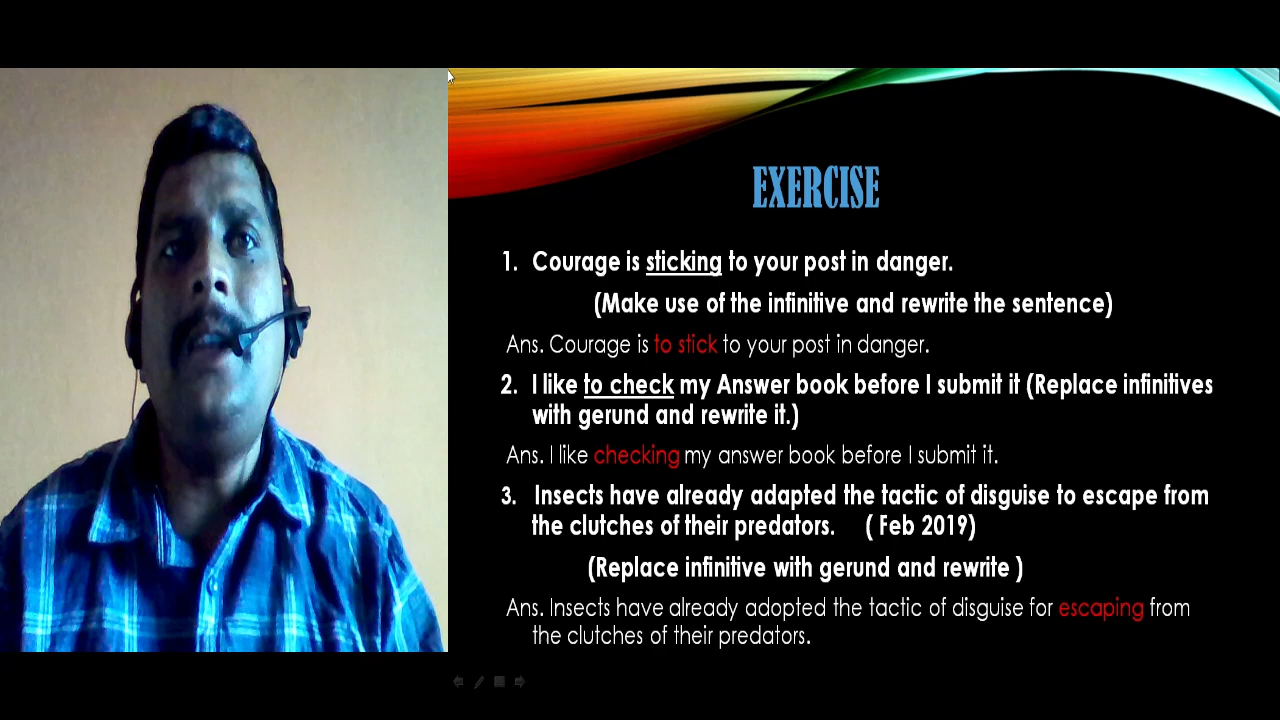 EXERCISE
1. Courage is sticking to your post in danger.
(Make use of the infinitive and rewrite the sentence)
Ans. Courage is to stick to your post in danger.
2. I like to check my Answer book before I submit it (Replace infinitives
with gerund and rewrite it.)
Ans. I like checking my answer book before I submit it.
3. Insects have already adapted the tactic of disguise to escape from
the clutches of their predators. ( Feb 2019)
(Replace infinitive with gerund and rewrite )
Ans. Insects have already adopted the tactic of disguise for escaping from
the clutches of their predators.